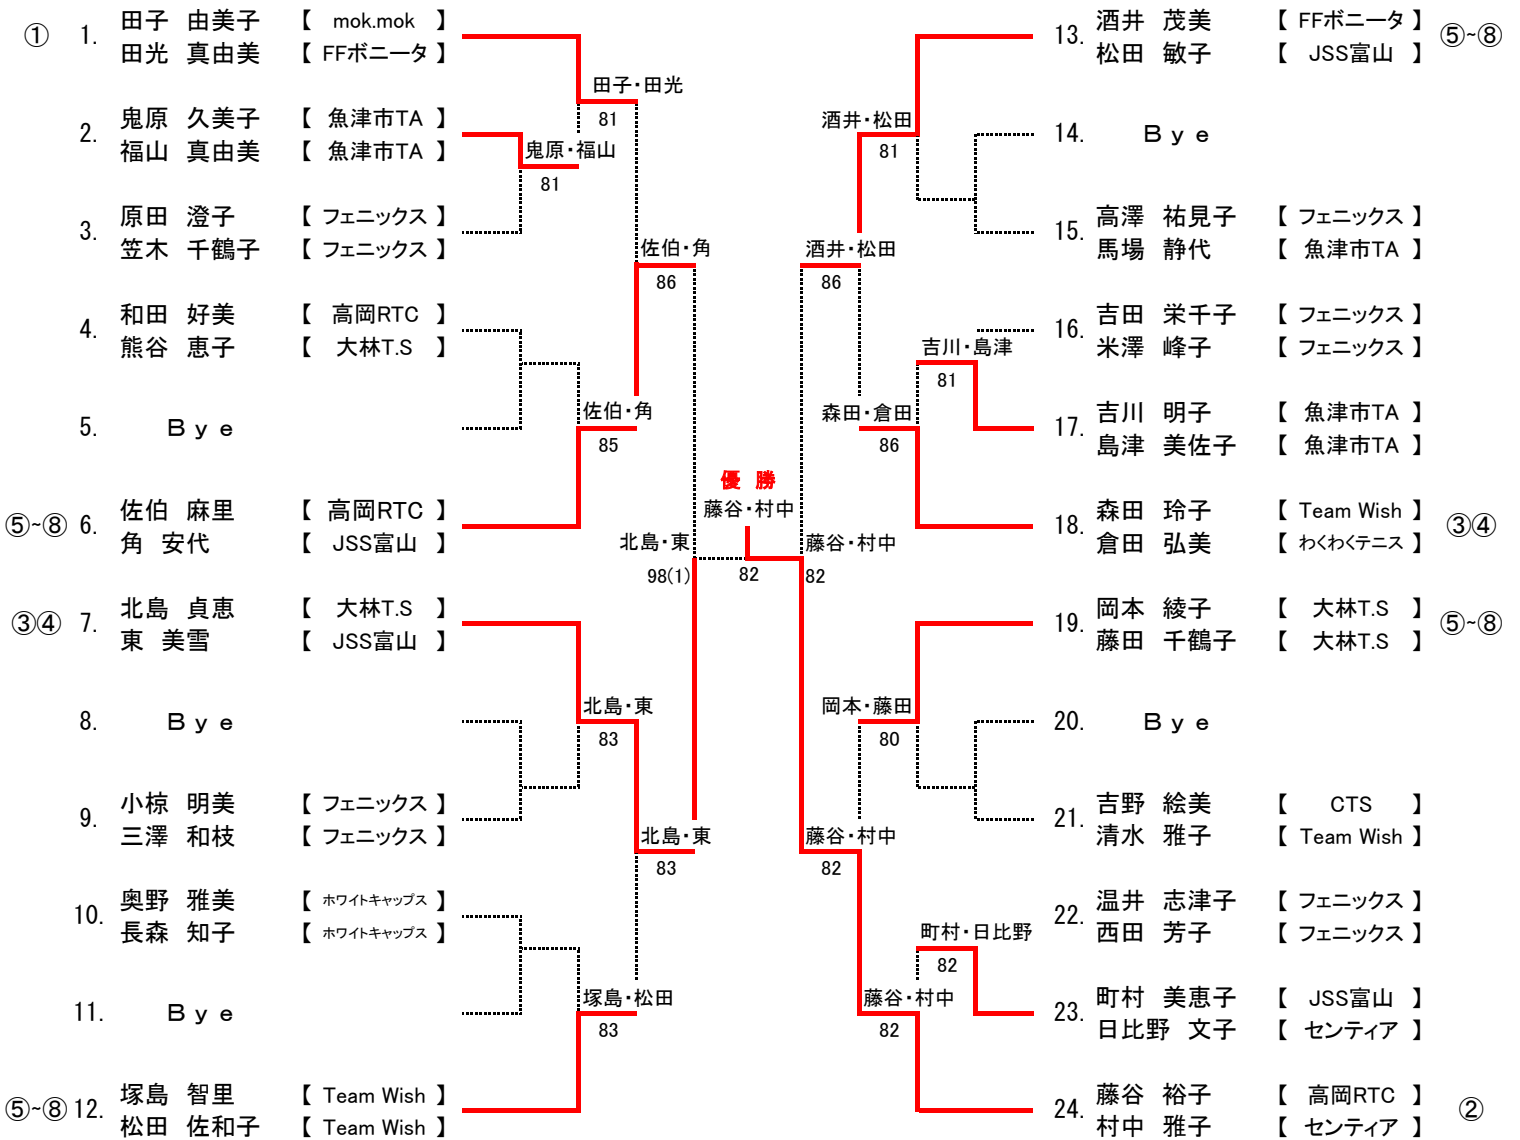 ① 1. 田子 由美子 【 mok.mok 】
田光 真由美 【 FFボニータ 】
2. 鬼原 久美子 【 魚津市TA 】
福山 真由美 【 魚津市TA 】
3. 原田 澄子 【 フェニックス 】
笠木 千鶴子 【 フェニックス 】
4. 和田 好美 【 高岡RTC 】
熊谷 恵子 【 大林T.S 】
5. Bye
⑤~⑧ 6. 佐伯 麻里 【 高岡RTC 】
角 安代 【 JSS富山 】
③④ 7. 北島 貞恵 【 大林T.S 】
東 美雪 【 JSS富山 】
8. Bye
9. 小椋 明美 【 フェニックス 】
三澤 和枝 【 フェニックス 】
10. 奥野 雅美 【 ホワイトキャップス 】
長森 知子 【 ホワイトキャップス 】
11. Bye
⑤~⑧ 12. 塚島 智里 【 Team Wish 】
松田 佐和子 【 Team Wish 】
田子・田光
81
鬼原・福山
81
佐伯・角
86
佐伯・角
85
北島・東
98(1)
北島・東
83
北島・東
83
塚島・松田
83
優 勝
藤谷・村中
82
酒井・松田
81
酒井・松田
86
吉川・島津
81
森田・倉田
86
藤谷・村中
82
岡本・藤田
80
藤谷・村中
82
町村・日比野
82
藤谷・村中
82
13. 酒井 茂美 【 FFボニータ 】 ⑤~⑧
松田 敏子 【 JSS富山 】
14. Bye
15. 高澤 祐見子 【 フェニックス 】
馬場 静代 【 魚津市TA 】
16. 吉田 栄千子 【 フェニックス 】
米澤 峰子 【 フェニックス 】
17. 吉川 明子 【 魚津市TA 】
島津 美佐子 【 魚津市TA 】
18. 森田 玲子 【 Team Wish 】 ③④
倉田 弘美 【 わくわくテニス 】
19. 岡本 綾子 【 大林T.S 】 ⑤~⑧
藤田 千鶴子 【 大林T.S 】
20. Bye
21. 吉野 絵美 【 CTS 】
清水 雅子 【 Team Wish 】
22. 温井 志津子 【 フェニックス 】
西田 芳子 【 フェニックス 】
23. 町村 美恵子 【 JSS富山 】
日比野 文子 【 センティア 】
24. 藤谷 裕子 【 高岡RTC 】 ②
村中 雅子 【 センティア 】